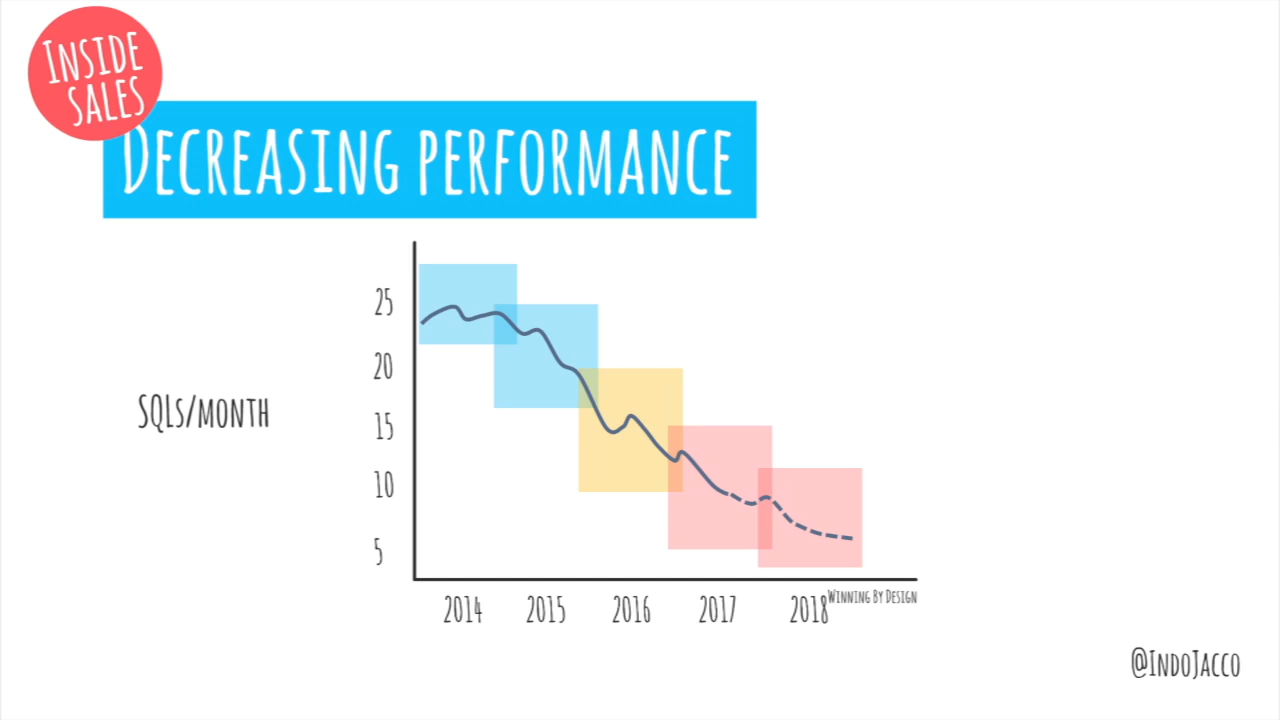 INSIDE
SALES
DECREASING PERFORMANCE
25
20
15
10
5
SQLs/MONTH
2014 2015 2016 2017 2018
WINNING BY DESIGN
@INDOJACCO